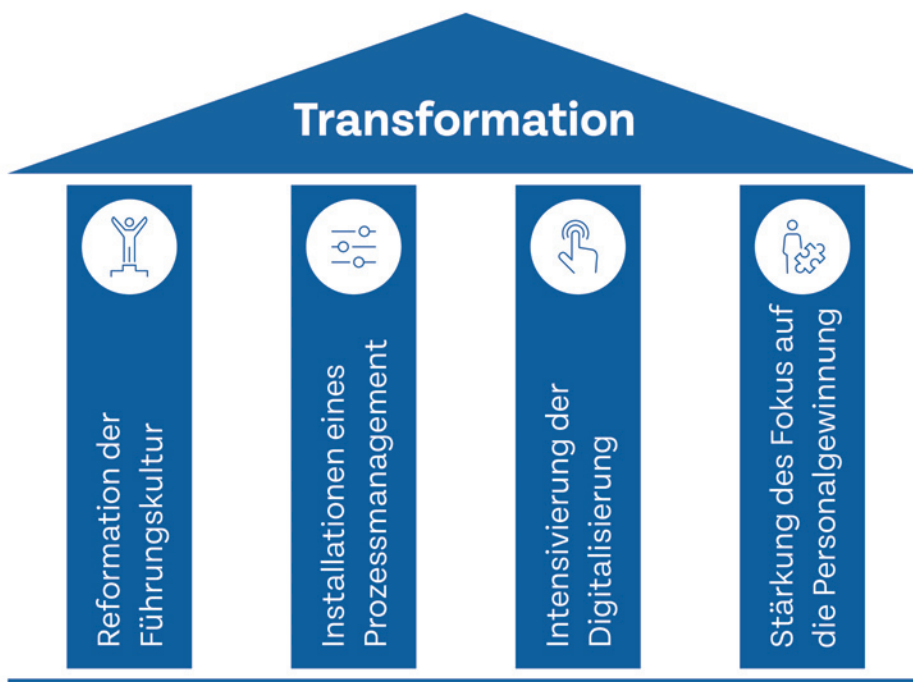 Transformation
Reformation der
Führungskultur
Installationen eines
Prozessmanagement
Intensivierung der
Digitalisierung
Stärkung des Fokus auf
die Personalgewinnung